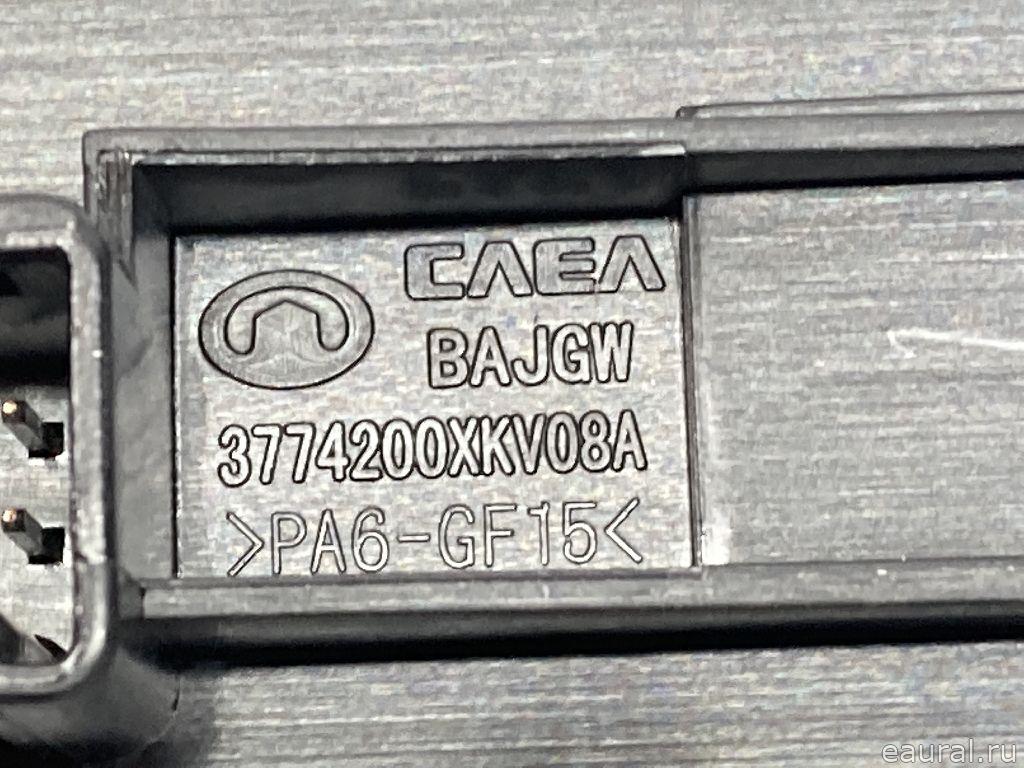 CAEA
BAJGW
3774200XKV08A
>PA6-GF15<
eaural.ru